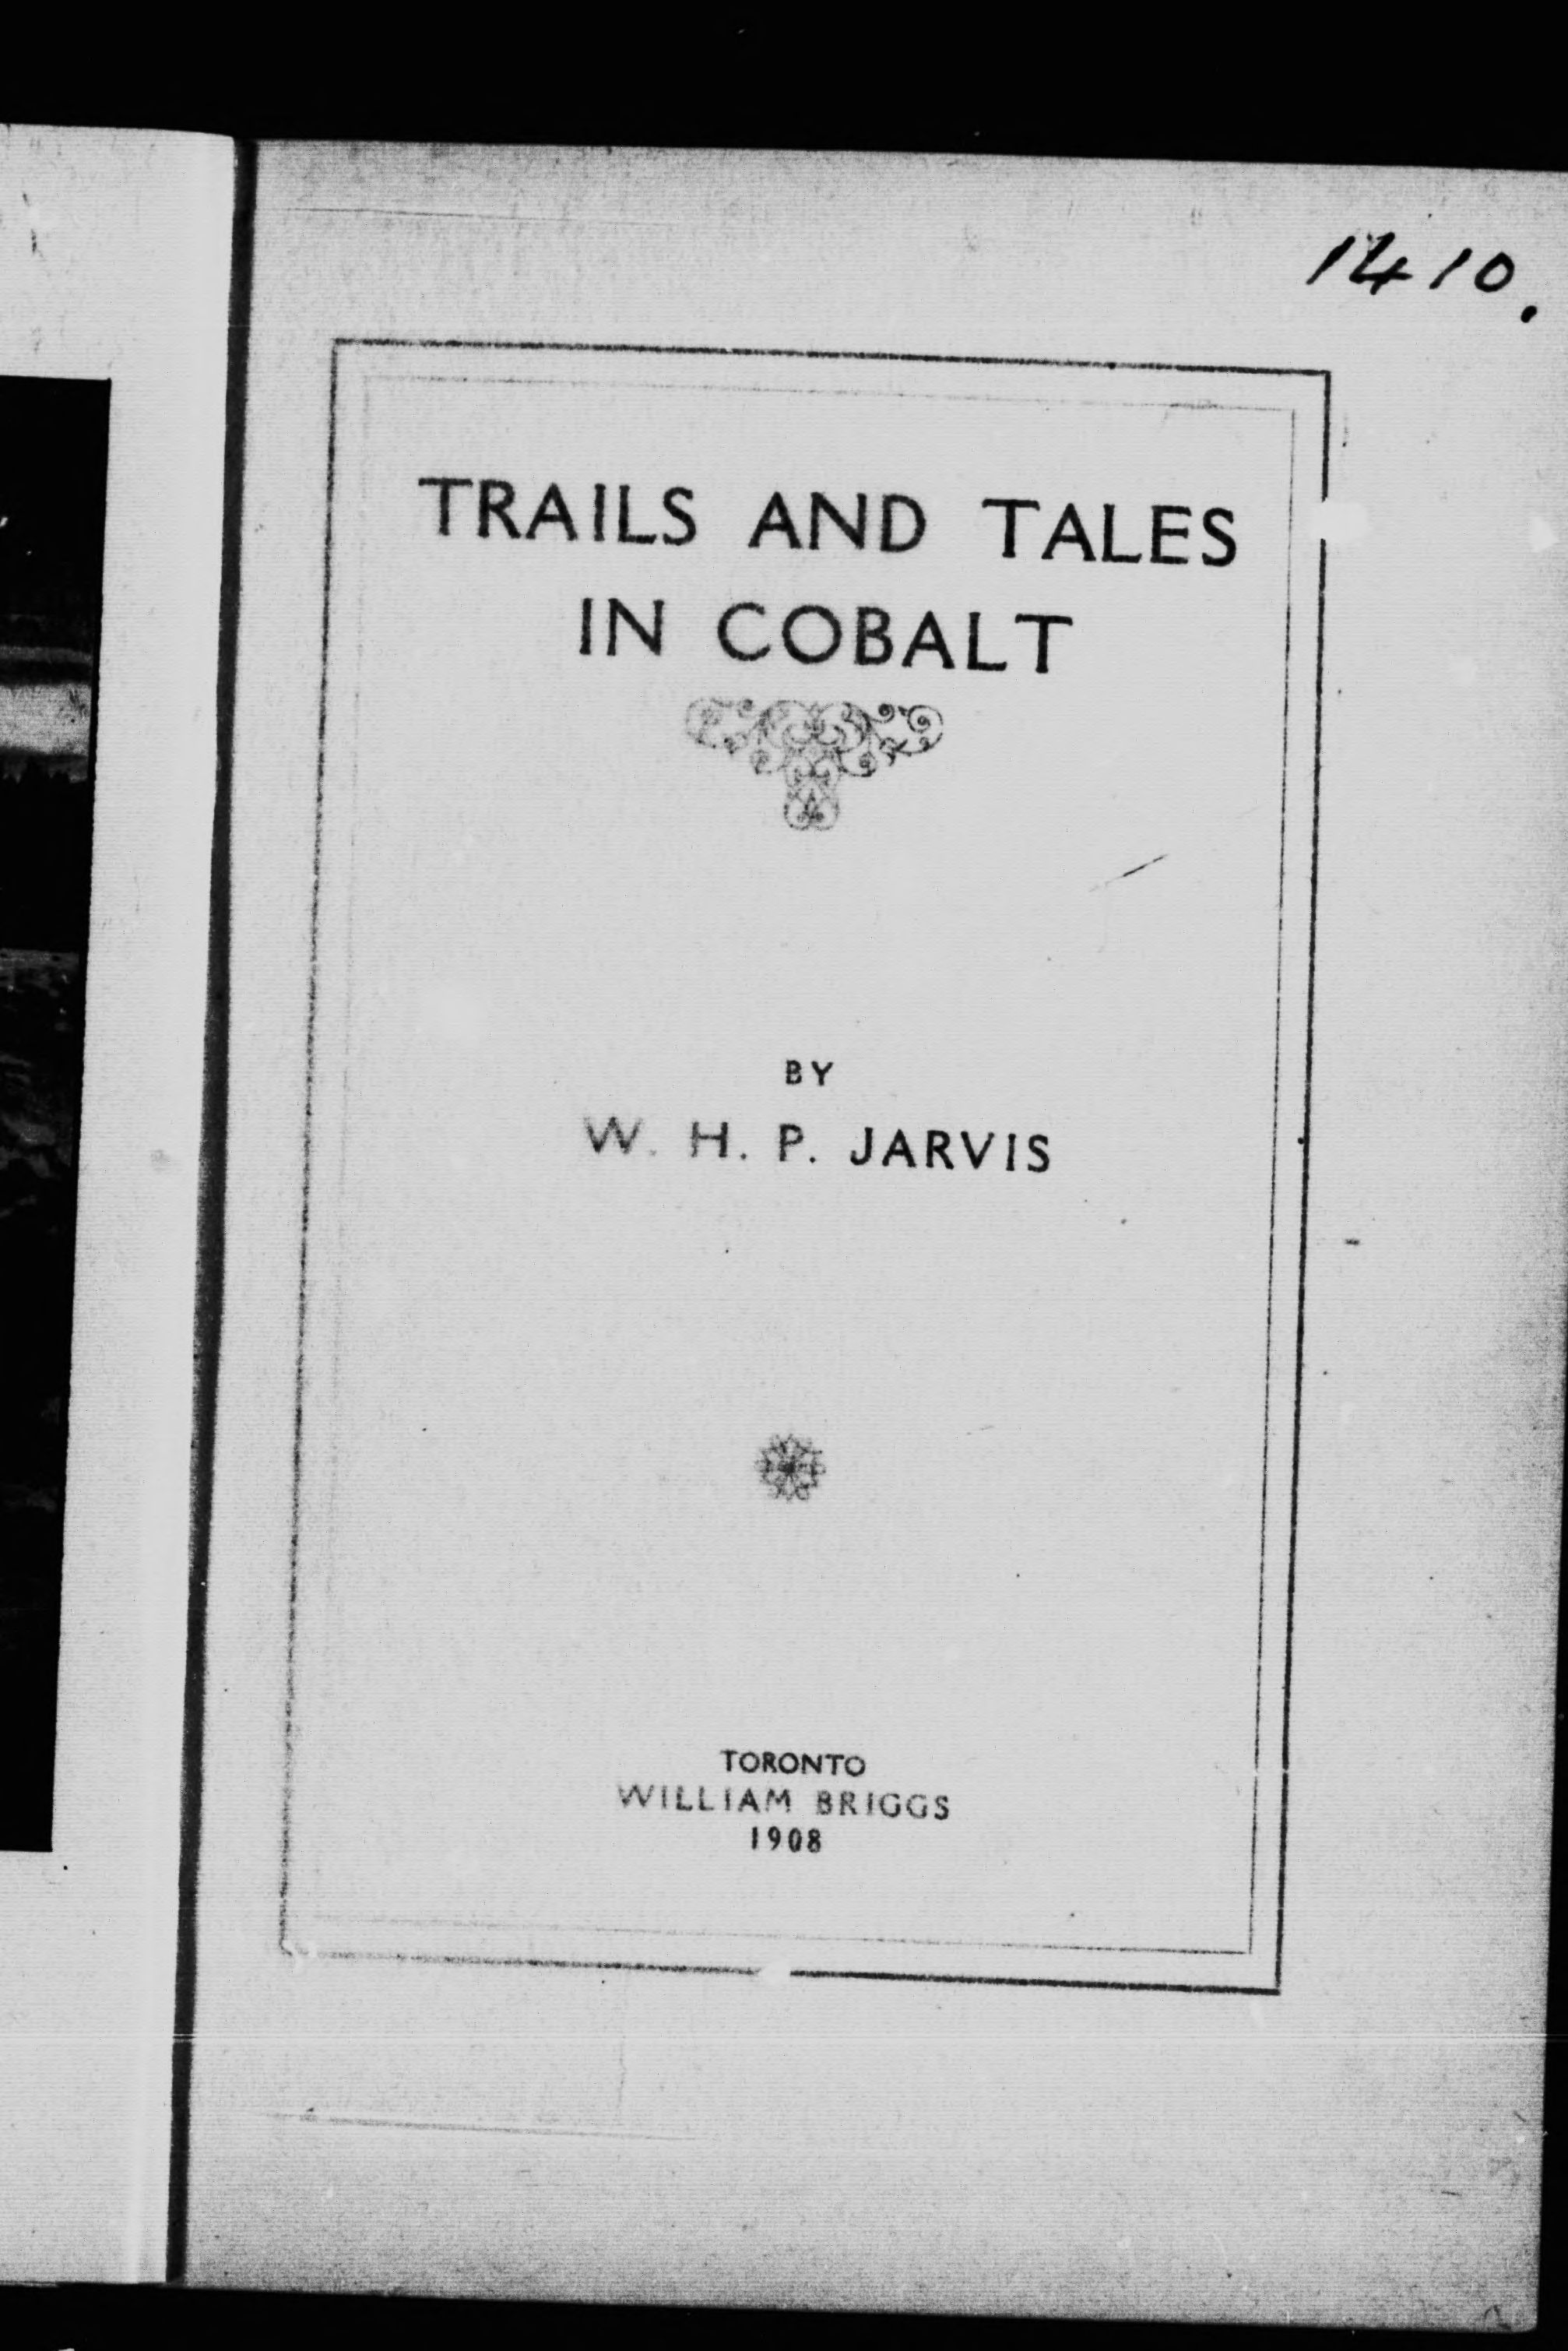 1410.
TRAILS AND TALES
IN COBALT
BY
W. H. P. JARVIS
TORONTO
WILLIAM BRIGGS
1908